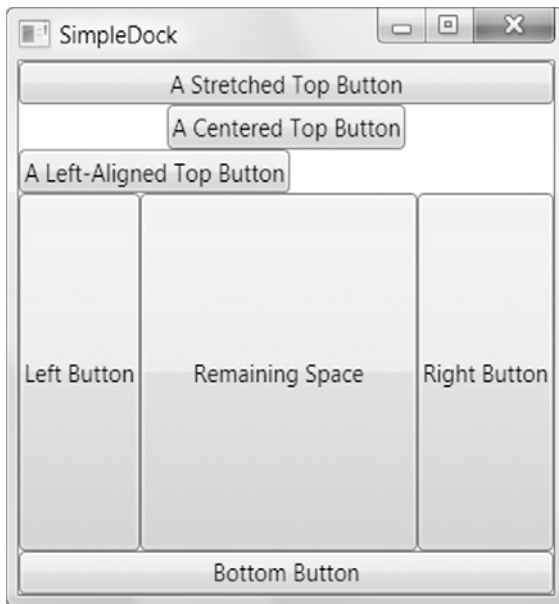 SimpleDock
A Stretched Top Button
A Centered Top Button
A Left-Aligned Top Button
Left Button
Remaining Space
Right Button
Bottom Button